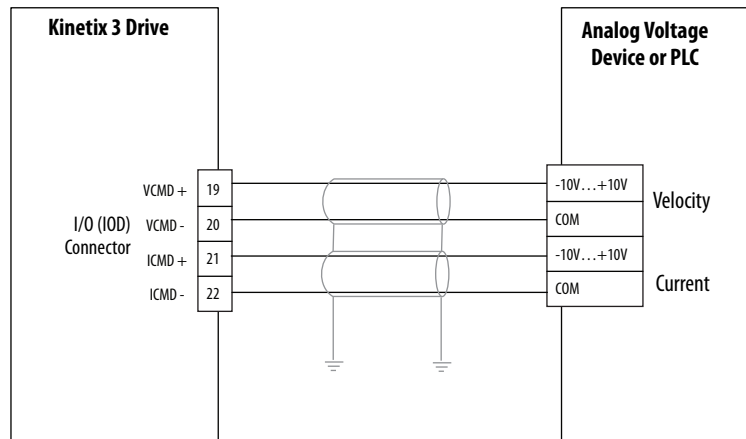 Kinetix 3 Drive
Analog Voltage
Device or PLC
I/O (IOD)
Connector
VCMD +
19
VCMD -
20
ICMD +
21
ICMD -
22
-10V…+10V
COM
Velocity
-10V…+10V
COM
Current